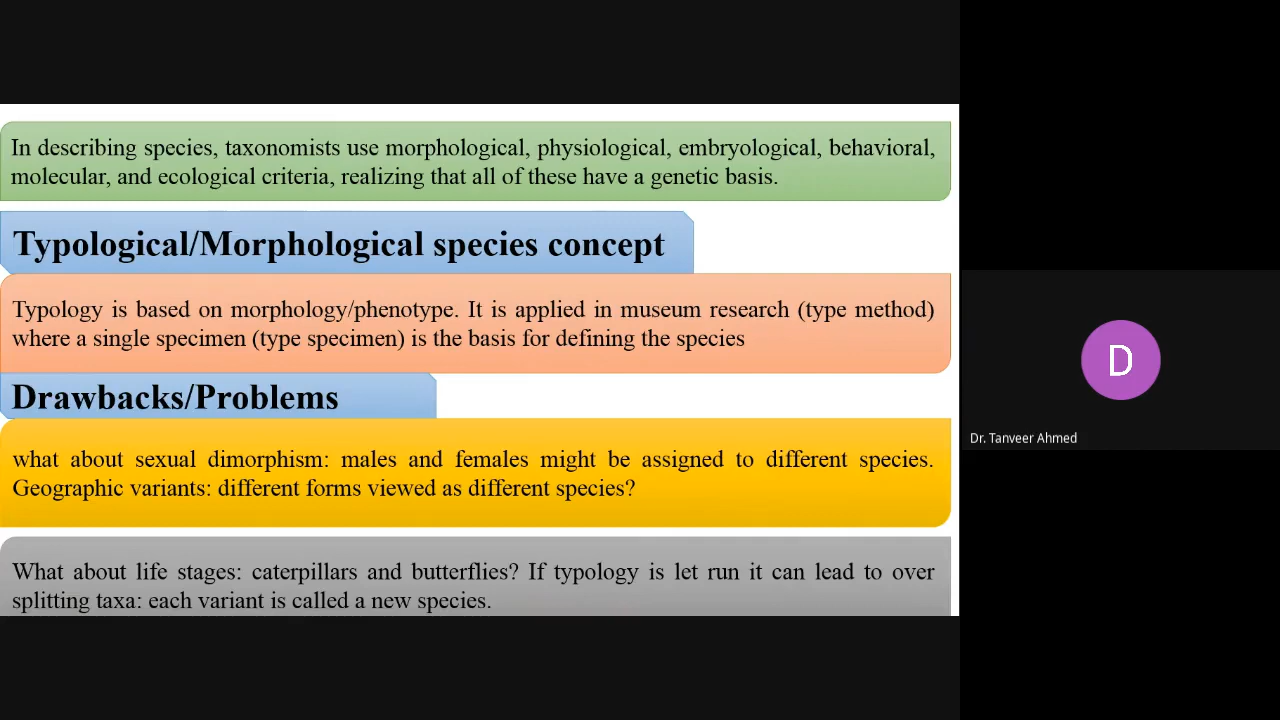 In describing species, taxonomists use morphological, physiological, embryological, behavioral,
molecular, and ecological criteria, realizing that all of these have a genetic basis.
Typological/Morphological species concept
Typology is based on morphology/phenotype. It is applied in museum research (type method)
where a single specimen (type specimen) is the basis for defining the species
Drawbacks/Problems
what about sexual dimorphism: males and females might be assigned to different species.
Geographic variants: different forms viewed as different species?
What about life stages: caterpillars and butterflies? If typology is let run it can lead to over
splitting taxa: each variant is called a new species.
D
Dr. Tanveer Ahmed